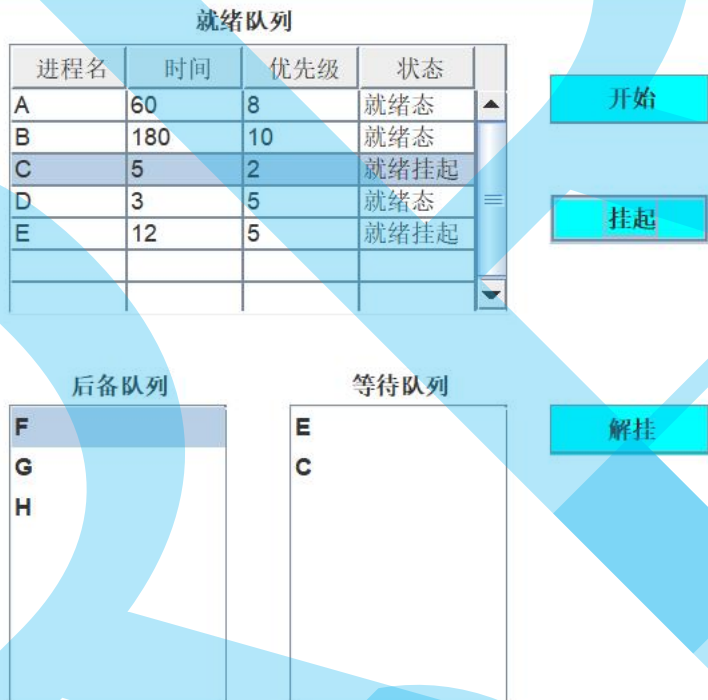 就绪队列
进程名 时间 优先级 状态
A 60 8 就绪态
B 180 10 就绪态
C 5 2 就绪挂起
D 3 5 就绪态
E 12 5 就绪挂起
开始
挂起
后备队列
F
G
H
等待队列
E
C
解挂